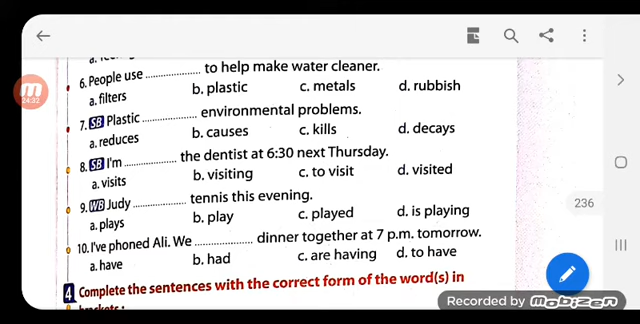 6. People use .............. to help make water cleaner.
a. filters b. plastic c. metals d. rubbish
7. SB Plastic .............. environmental problems.
a. reduces b. causes c. kills d. decays
8. SB I'm .............. the dentist at 6:30 next Thursday.
a. visits b. visiting c. to visit d. visited
9. WB Judy .............. tennis this evening.
a. plays b. play c. played d. is playing
10. I've phoned Ali. We .............. dinner together at 7 p.m. tomorrow.
a. have b. had c. are having d. to have
4 Complete the sentences with the correct form of the word(s) in
brackets :
m
24:32
236
Recorded by mobizen